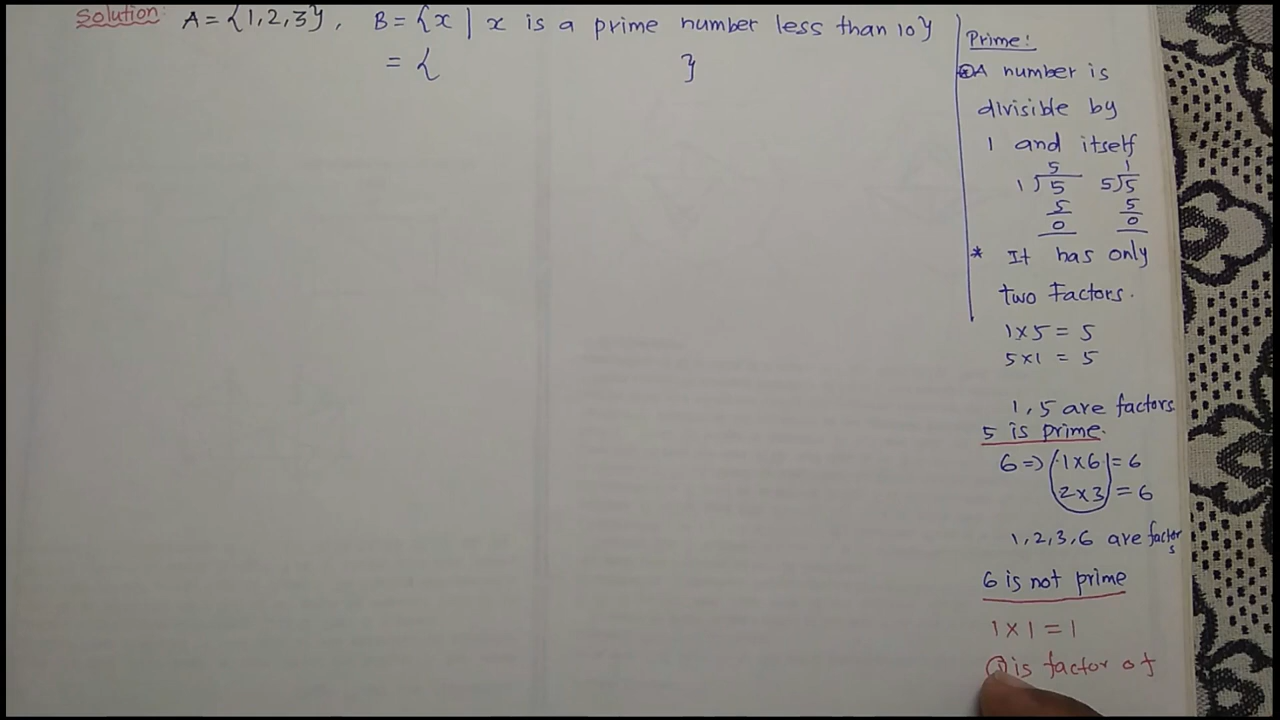 Solution: A = {1,2,3}, B = {x | x is a prime number less than 10}
= { }
Prime:
* A number is
divisible by
1 and itself
5 1
1 5 5 5
5 5
0 0
* It has only
two Factors.
1 x 5 = 5
5 x 1 = 5
1, 5 are factors
5 is prime.
6 => 1 x 6 = 6
2 x 3 = 6
1, 2, 3, 6 are factors
6 is not prime
1 x 1 = 1
1 is factor of